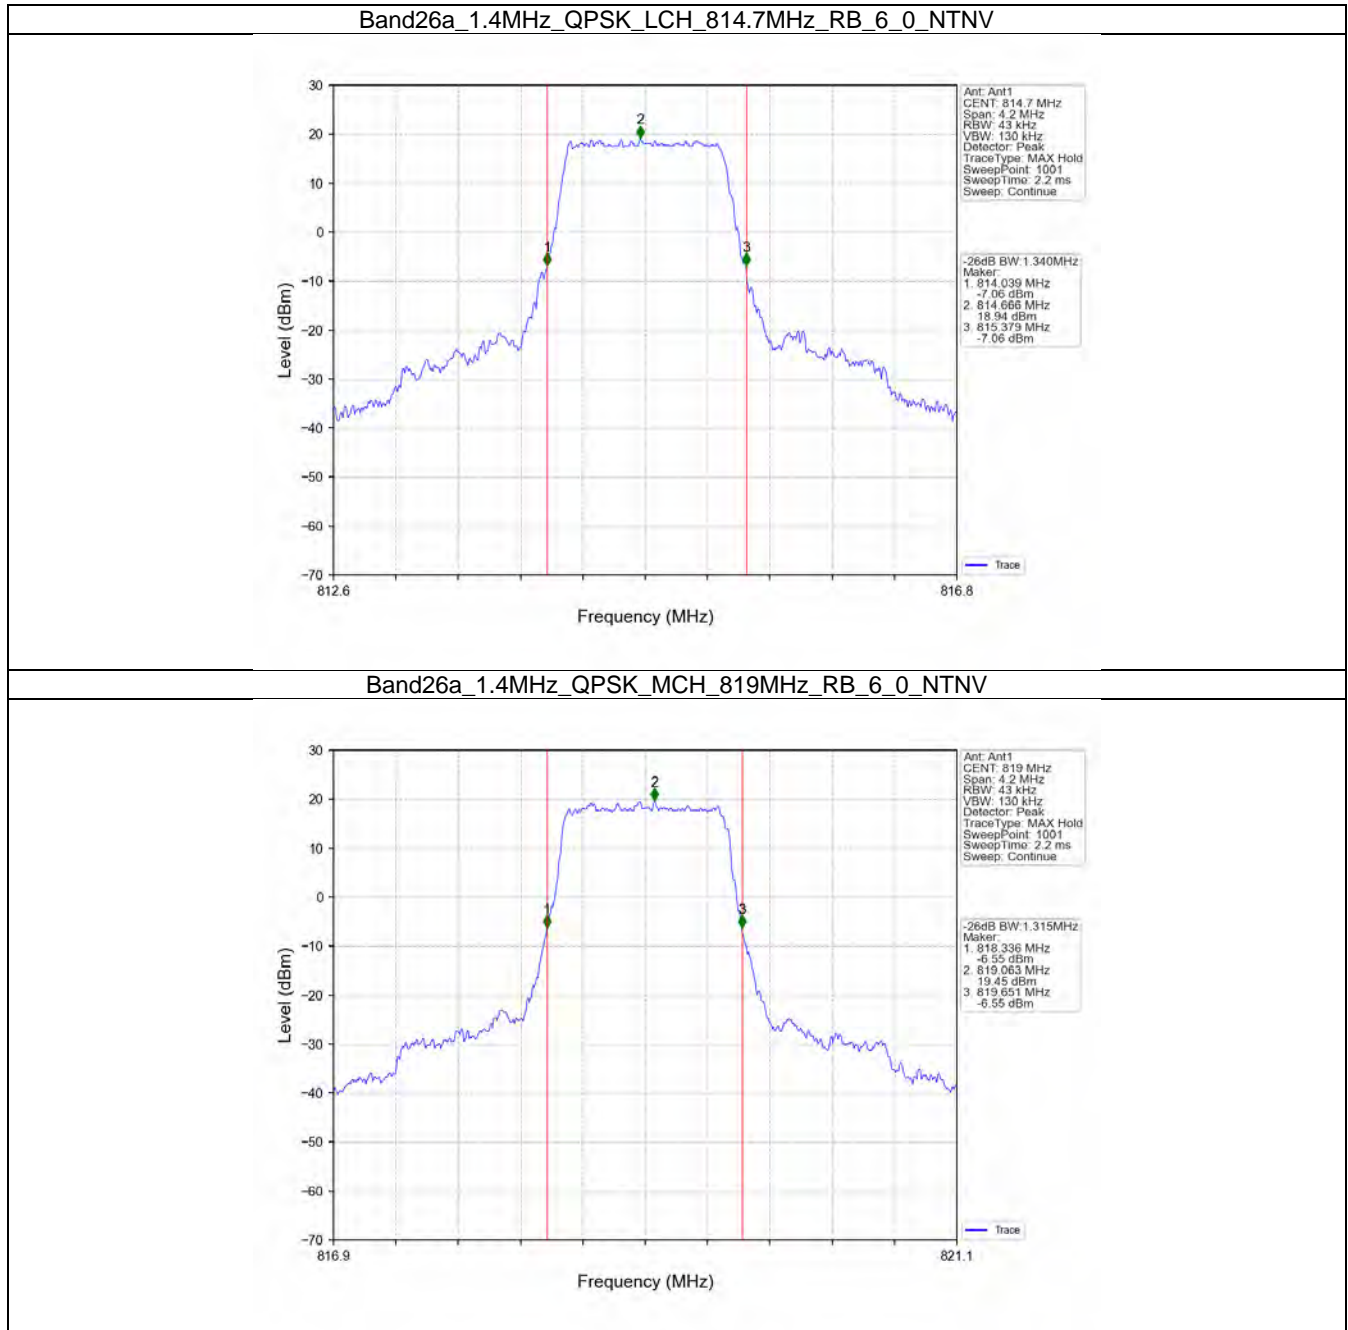 Band26a_1.4MHz_QPSK_LCH_814.7MHz_RB_6_0_NTNV
30
20
10
0
−10
−20
−30
−40
−50
−60
−70
Level (dBm)
1
2
3
812.6
816.8
Frequency (MHz)
Ant: Ant1
CENT: 814.7 MHz
Span: 4.2 MHz
RBW: 43 kHz
VBW: 130 kHz
Detector: Peak
TraceType: MAX Hold
SweepPoint: 1001
SweepTime: 2.2 ms
Sweep: Continue
-26dB BW:1.340MHz
Maker:
1. 814.039 MHz
-7.06 dBm
2. 814.666 MHz
18.94 dBm
3. 815.379 MHz
-7.06 dBm
Trace
Band26a_1.4MHz_QPSK_MCH_819MHz_RB_6_0_NTNV
30
20
10
0
−10
−20
−30
−40
−50
−60
−70
Level (dBm)
1
2
3
816.9
821.1
Frequency (MHz)
Ant: Ant1
CENT: 819 MHz
Span: 4.2 MHz
RBW: 43 kHz
VBW: 130 kHz
Detector: Peak
TraceType: MAX Hold
SweepPoint: 1001
SweepTime: 2.2 ms
Sweep: Continue
-26dB BW:1.315MHz
Maker:
1. 818.336 MHz
-6.55 dBm
2. 819.063 MHz
19.45 dBm
3. 819.651 MHz
-6.55 dBm
Trace